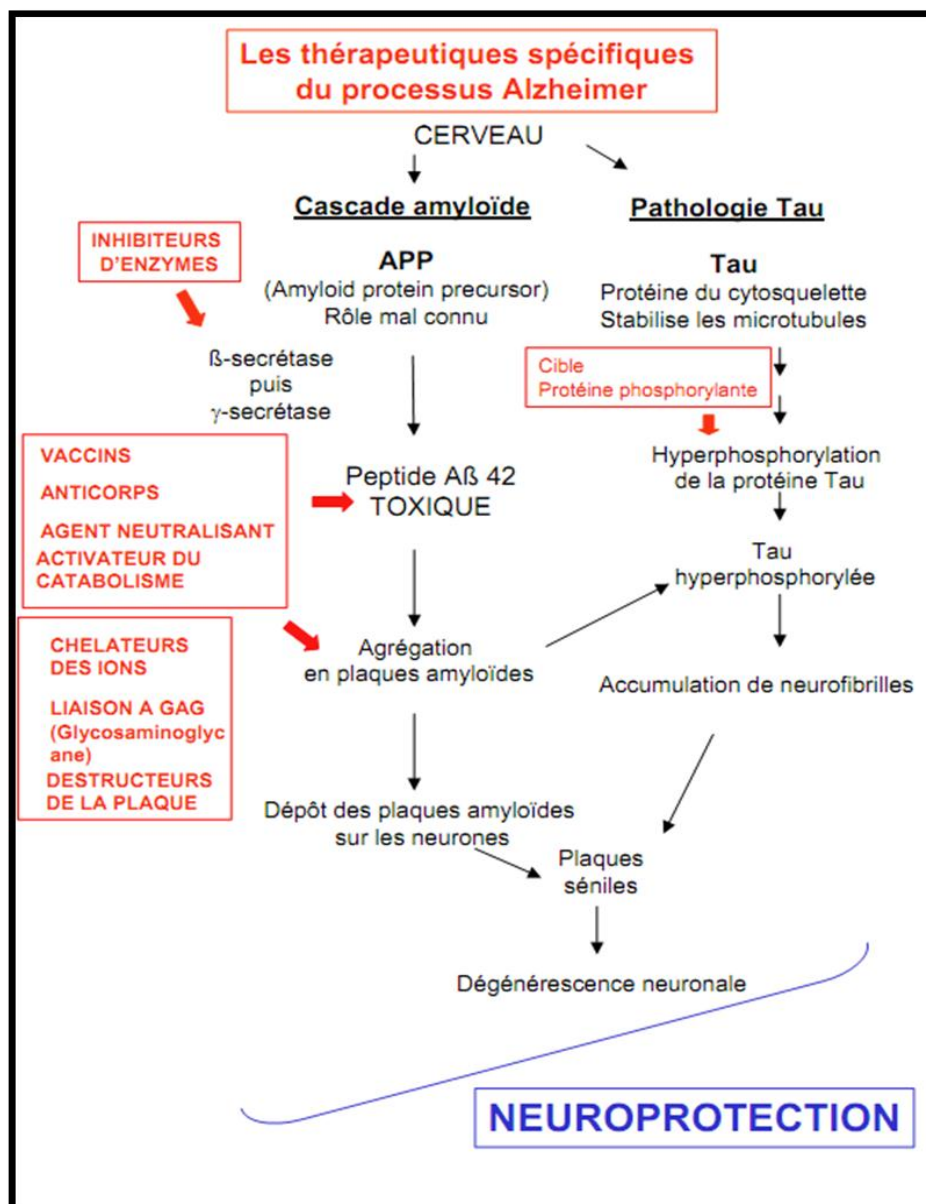 Les thérapeutiques spécifiques
du processus Alzheimer
CERVEAU
Cascade amyloïde
Pathologie Tau
INHIBITEURS
D'ENZYMES
APP
(Amyloid protein precursor)
Rôle mal connu
Tau
Protéine du cytosquelette
Stabilise les microtubules
ß-secrétase
puis
γ-secrétase
Cible
Protéine phosphorylante
VACCINS
ANTICORPS
AGENT NEUTRALISANT
ACTIVATEUR DU
CATABOLISME
Peptide Aß 42
TOXIQUE
Hyperphosphorylation
de la protéine Tau
Tau
hyperphosphorylée
CHELATEURS
DES IONS
LIAISON A GAG
(Glycosaminoglyc
ane)
DESTRUCTEURS
DE LA PLAQUE
Agrégation
en plaques amyloïdes
Accumulation de neurofibrilles
Dépôt des plaques amyloïdes
sur les neurones
Plaques
séniles
Dégénérescence neuronale
NEUROPROTECTION